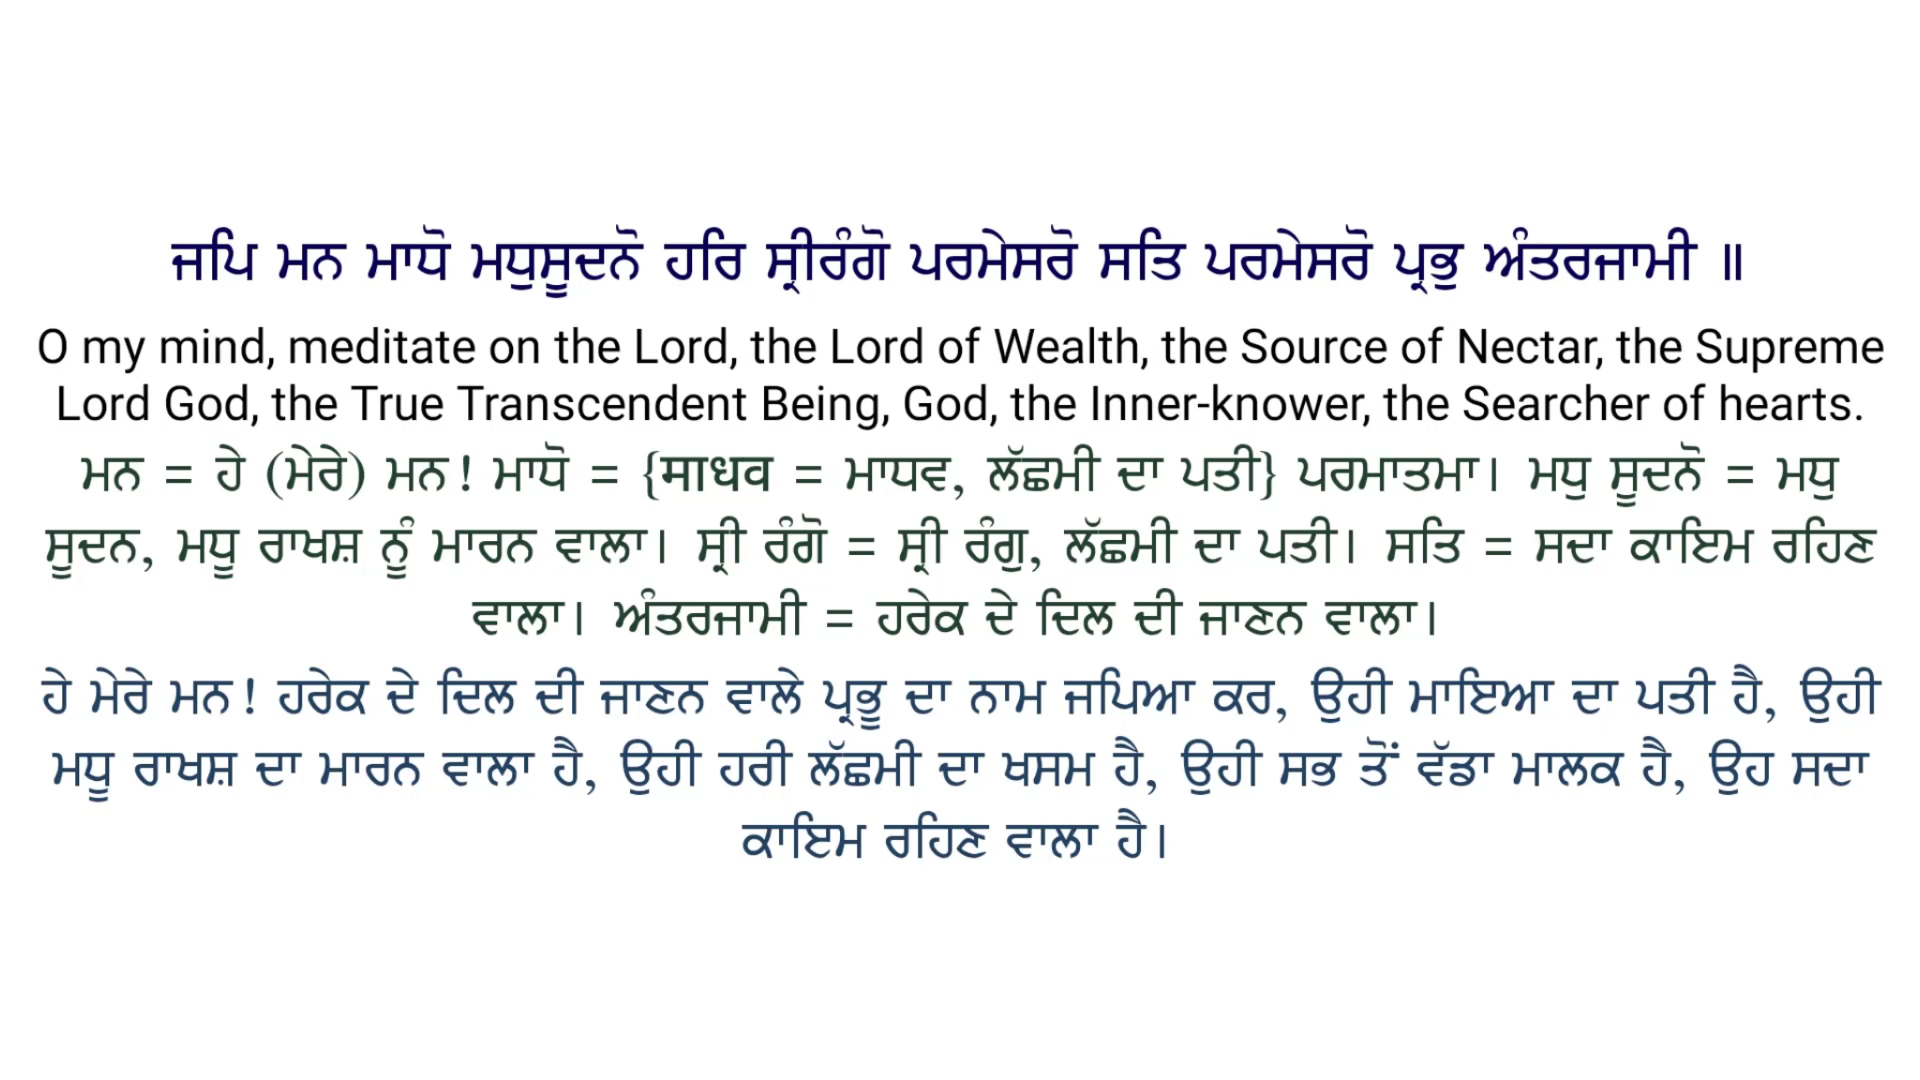 ਜਪਿ ਮਨ ਮਾਧੋ ਮਧੁਸੂਦਨੋ ਹਰਿ ਸ੍ਰੀਰੰਗੋ ਪਰਮੇਸਰੋ ਸਤਿ ਪਰਮੇਸਰੋ ਪ੍ਰਭੁ ਅੰਤਰਜਾਮੀ ॥
O my mind, meditate on the Lord, the Lord of Wealth, the Source of Nectar, the Supreme
Lord God, the True Transcendent Being, God, the Inner-knower, the Searcher of hearts.
ਮਨ = ਹੇ (ਮੇਰੇ) ਮਨ! ਮਾਧੋ = {ਸਾਧਕ = ਮਾਧਵ, ਲੱਛਮੀ ਦਾ ਪਤੀ} ਪਰਮਾਤਮਾ। ਮਧੁ ਸੂਦਨੋ = ਮਧੁ
ਸੂਦਨ, ਮਧੂ ਰਾਖਸ਼ ਨੂੰ ਮਾਰਨ ਵਾਲਾ। ਸ੍ਰੀ ਰੰਗੋ = ਸ੍ਰੀ ਰੰਗੁ, ਲੱਛਮੀ ਦਾ ਪਤੀ। ਸਤਿ = ਸਦਾ ਕਾਇਮ ਰਹਿਣ
ਵਾਲਾ। ਅੰਤਰਜਾਮੀ = ਹਰੇਕ ਦੇ ਦਿਲ ਦੀ ਜਾਣਨ ਵਾਲਾ।
ਹੇ ਮੇਰੇ ਮਨ! ਹਰੇਕ ਦੇ ਦਿਲ ਦੀ ਜਾਣਨ ਵਾਲੇ ਪ੍ਰਭੂ ਦਾ ਨਾਮ ਜਪਿਆ ਕਰ, ਉਹੀ ਮਾਇਆ ਦਾ ਪਤੀ ਹੈ, ਉਹੀ
ਮਧੂ ਰਾਖਸ਼ ਦਾ ਮਾਰਨ ਵਾਲਾ ਹੈ, ਉਹੀ ਹਰੀ ਲੱਛਮੀ ਦਾ ਖਸਮ ਹੈ, ਉਹੀ ਸਭ ਤੋਂ ਵੱਡਾ ਮਾਲਕ ਹੈ, ਉਹ ਸਦਾ
ਕਾਇਮ ਰਹਿਣ ਵਾਲਾ ਹੈ।